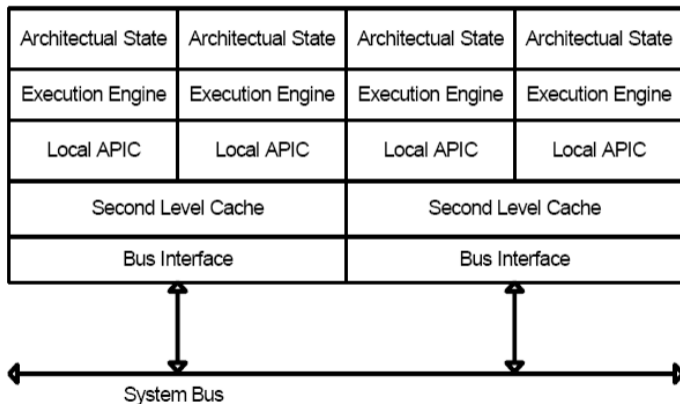 Architectual State Architectual State Architectual State Architectual State
Execution Engine Execution Engine Execution Engine Execution Engine
Local APIC Local APIC Local APIC Local APIC
Second Level Cache Second Level Cache
Bus Interface Bus Interface
System Bus